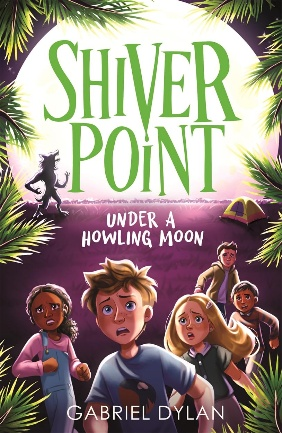 SHIVER
POINT
UNDER A
HOWLING MOON
GABRIEL DYLAN